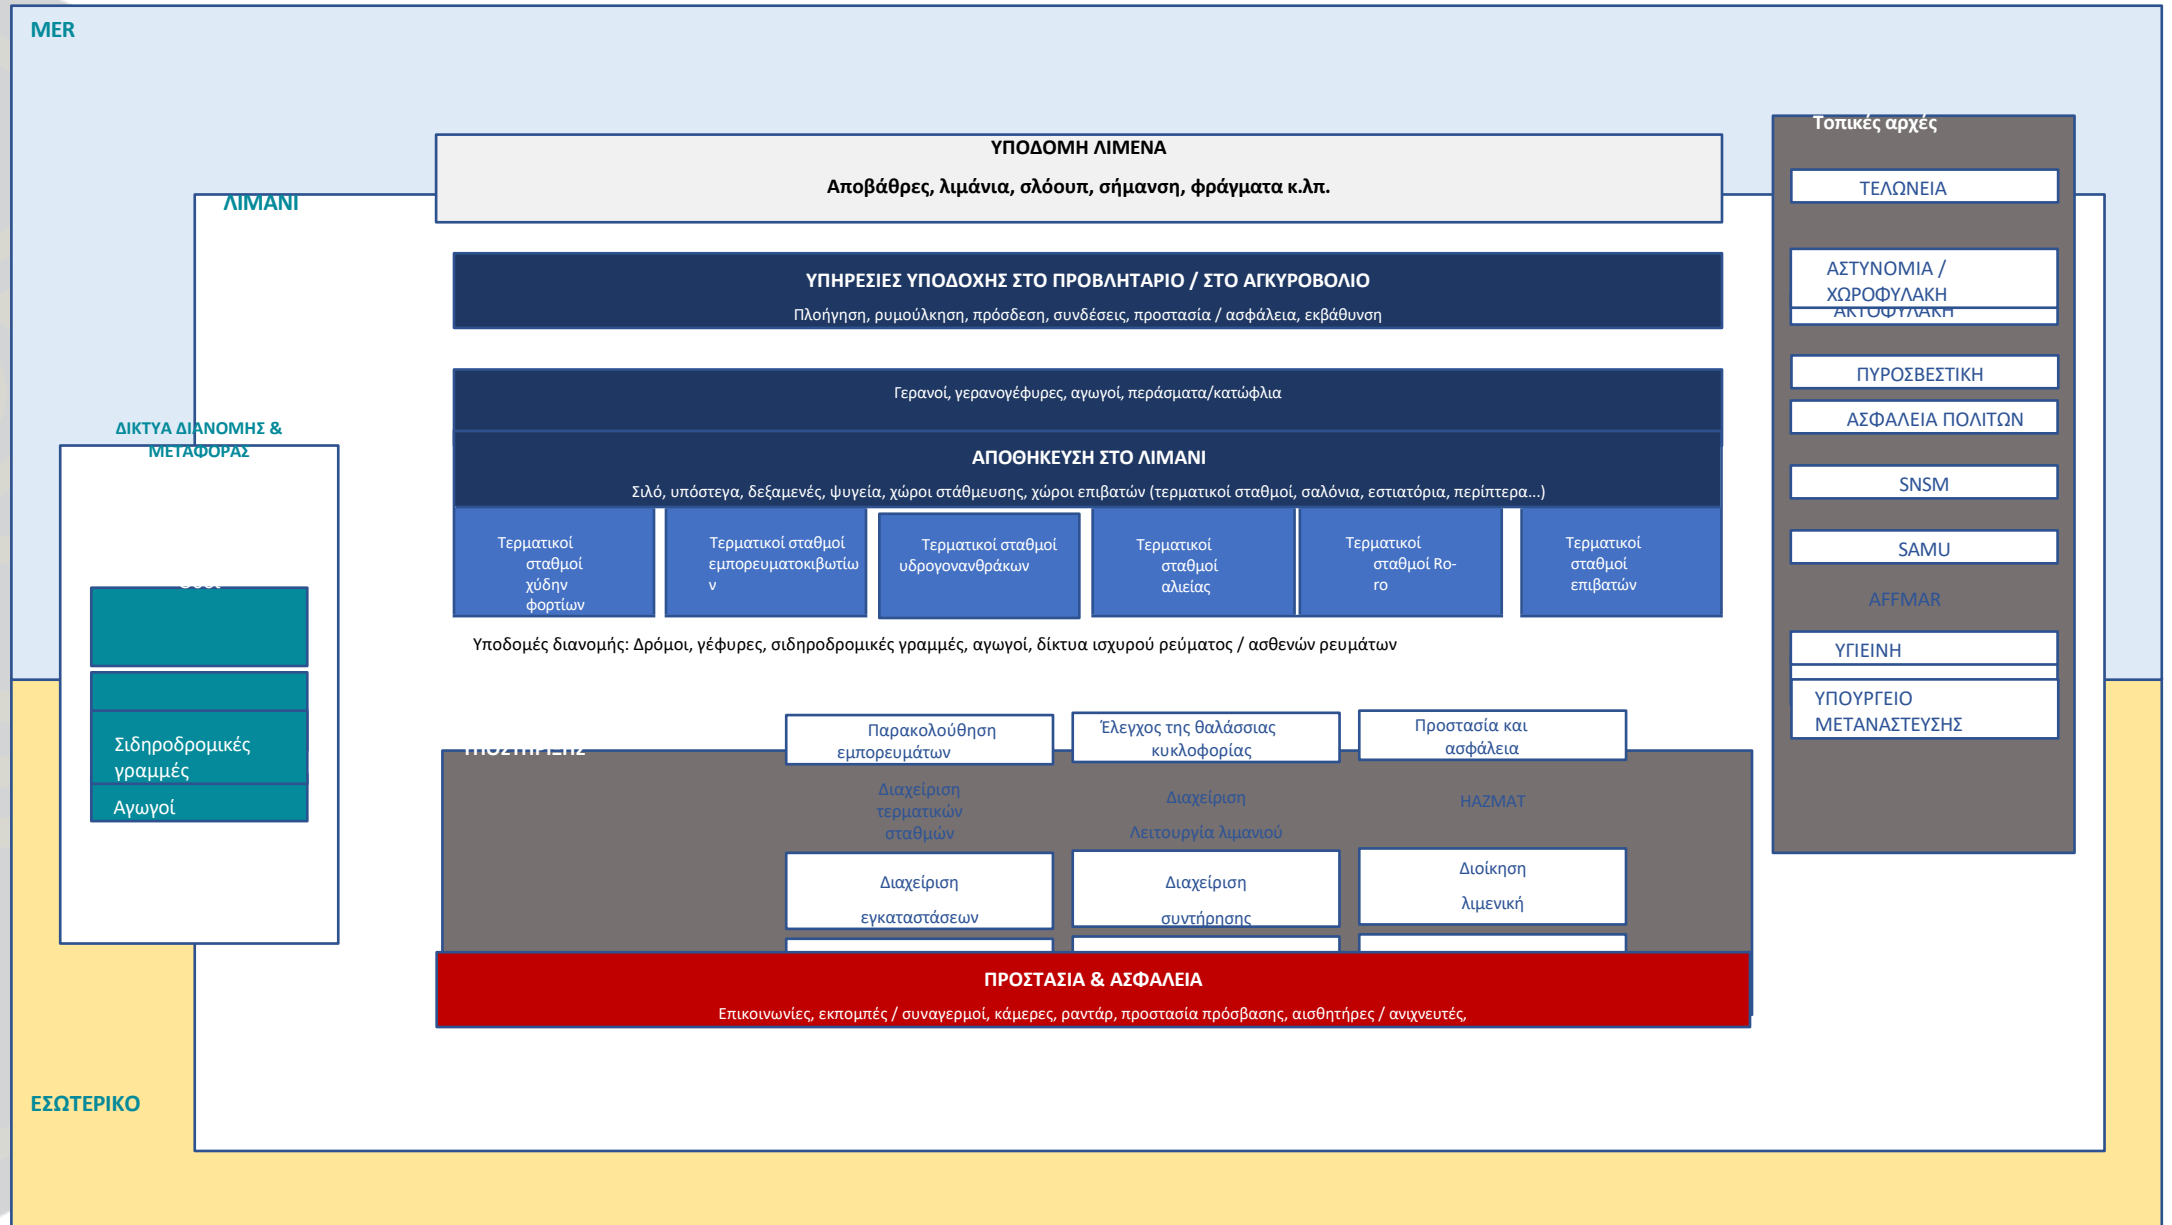 MER
Τοπικές αρχές
ΥΠΟΔΟΜΗ ΛΙΜΕΝΑ
Αποβάθρες, λιμάνια, σλόουπ, σήμανση, φράγματα κ.λπ.
ΤΕΛΩΝΕΙΑ
ΛΙΜΑΝΙ
ΥΠΗΡΕΣΙΕΣ ΥΠΟΔΟΧΗΣ ΣΤΟ ΠΡΟΒΛΗΤΑΡΙΟ / ΣΤΟ ΑΓΚΥΡΟΒΟΛΙΟ
Πλοήγηση, ρυμούλκηση, πρόσδεση, συνδέσεις, προστασία / ασφάλεια, εκβάθυνση
ΑΣΤΥΝΟΜΙΑ /
ΧΩΡΟΦΥΛΑΚΗ
ΑΚΤΟΦΥΛΑΚΗ
Γερανοί, γερανογέφυρες, αγωγοί, περάσματα/κατώφλια
ΠΥΡΟΣΒΕΣΤΙΚΗ
ΑΣΦΑΛΕΙΑ ΠΟΛΙΤΩΝ
ΔΙΚΤΥΑ ΔΙΑΝΟΜΗΣ &
ΜΕΤΑΦΟΡΑΣ
ΑΠΟΘΗΚΕΥΣΗ ΣΤΟ ΛΙΜΑΝΙ
Σιλό, υπόστεγα, δεξαμενές, ψυγεία, χώροι στάθμευσης, χώροι επιβατών (τερματικοί σταθμοί, σαλόνια, εστιατόρια, περίπτερα...)
SNSM
Τερματικοί
σταθμοί
χύδην
φορτίων
Τερματικοί σταθμοί
εμπορευματοκιβωτίω
ν
Τερματικοί σταθμοί
υδρογονανθράκων
Τερματικοί
σταθμοί
αλιείας
Τερματικοί
σταθμοί Ro-
ro
Τερματικοί
σταθμοί
επιβατών
SAMU
AFFMAR
Υποδομές διανομής: Δρόμοι, γέφυρες, σιδηροδρομικές γραμμές, αγωγοί, δίκτυα ισχυρού ρεύματος / ασθενών ρευμάτων
ΥΓΙΕΙΝΗ
ΥΠΟΥΡΓΕΙΟ
ΜΕΤΑΝΑΣΤΕΥΣΗΣ
Σιδηροδρομικές
γραμμές
Αγωγοί
ΥΠΟΣΤΗΡΙΞΗΣ
Παρακολούθηση
εμπορευμάτων
Έλεγχος της θαλάσσιας
κυκλοφορίας
Προστασία και
ασφάλεια
Διαχείριση
τερματικών
σταθμών
Διαχείριση
Λειτουργία λιμανιού
HAZMAT
Διαχείριση
εγκαταστάσεων
Διαχείριση
συντήρησης
Διοίκηση
λιμενική
ΠΡΟΣΤΑΣΙΑ & ΑΣΦΑΛΕΙΑ
Επικοινωνίες, εκπομπές / συναγερμοί, κάμερες, ραντάρ, προστασία πρόσβασης, αισθητήρες / ανιχνευτές,
ΕΣΩΤΕΡΙΚΟ